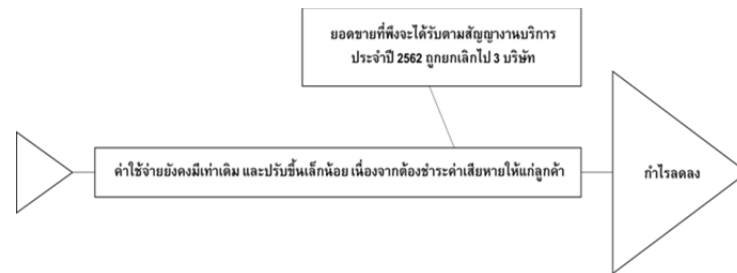 ยอดขายที่พึงจะได้รับตามสัญญางานบริการ
ประจำปี 2562 ถูกยกเลิกไป 3 บริษัท
ค่าใช้จ่ายยังคงมีเท่าเดิม และปรับขึ้นเล็กน้อย เนื่องจากต้องชำระค่าเสียหายให้แก่ลูกค้า
กำไรลดลง